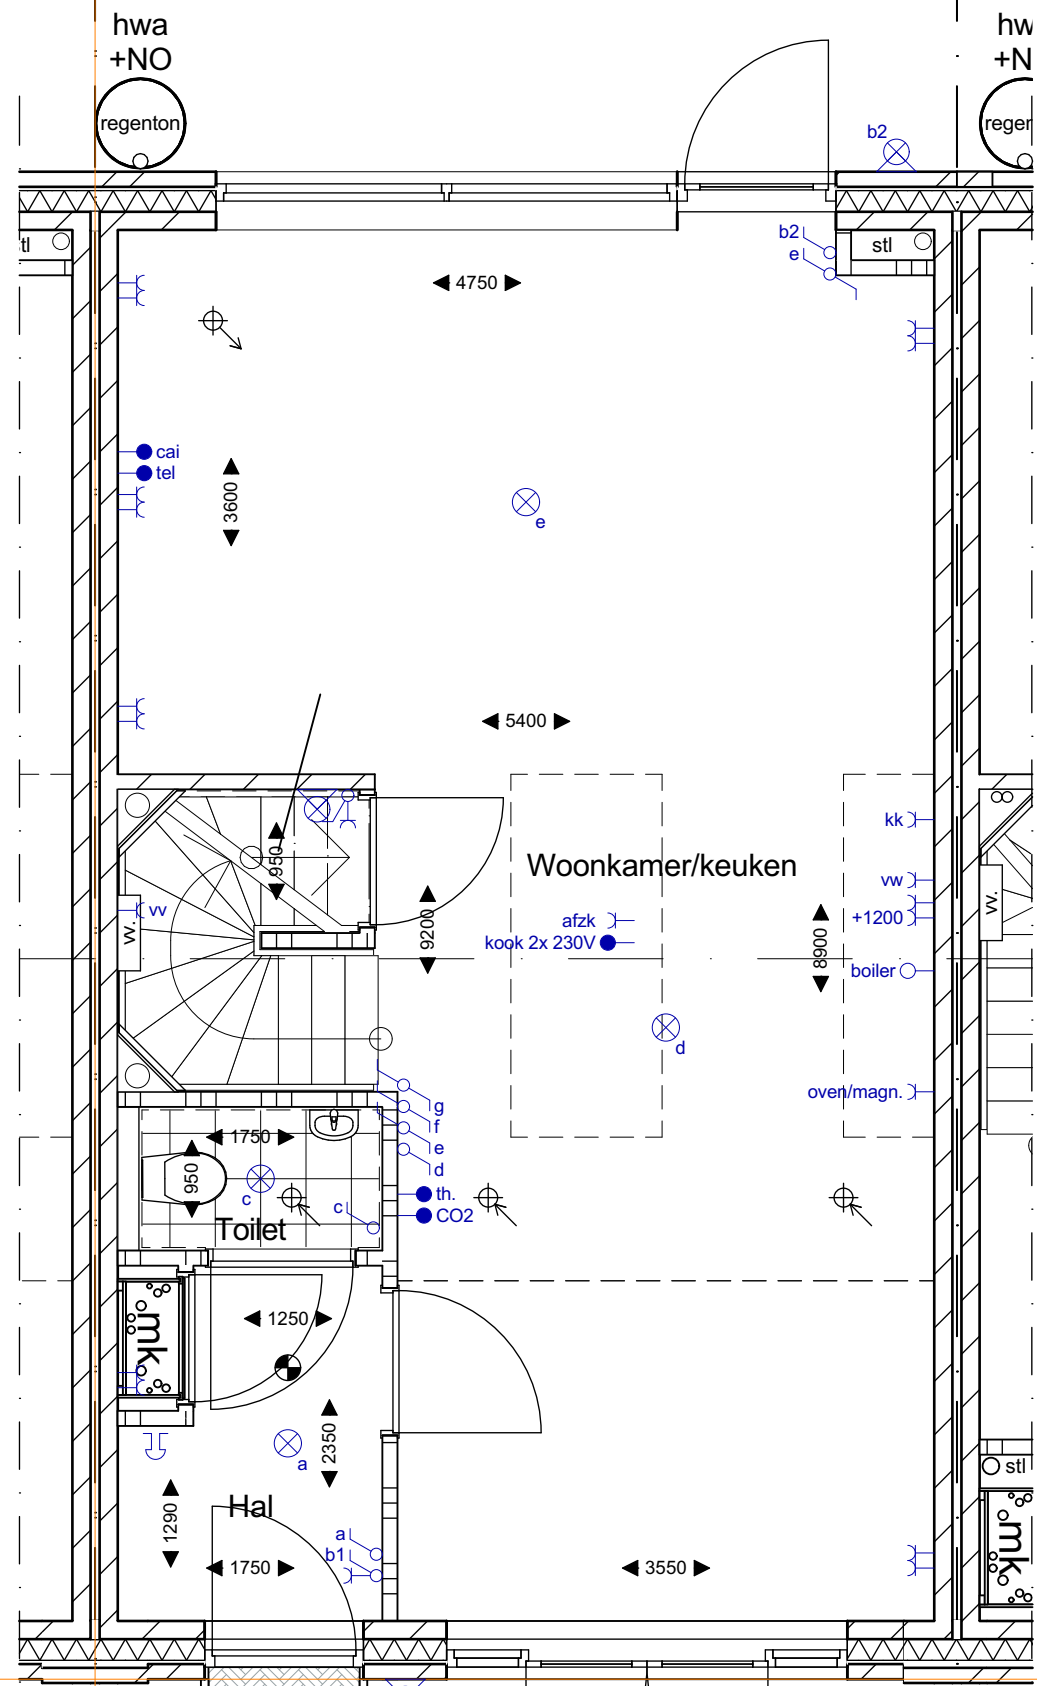 hwa
+NO
regenton
hw
+N
reger
b2
stl
b2
e
stl
4750
cai
tel
3600
e
5400
950
kk
Woonkamer/keuken
vw
vv
vv.
vv.
9200
afzk
+1200
kook 2x 230V
8900
boiler
d
oven/magn.
g
f
e
d
1750
950
c
th.
c
CO2
Toilet
1250
mk
2350
a
stl
Hal
1290
a
b1
mk
1750
3550